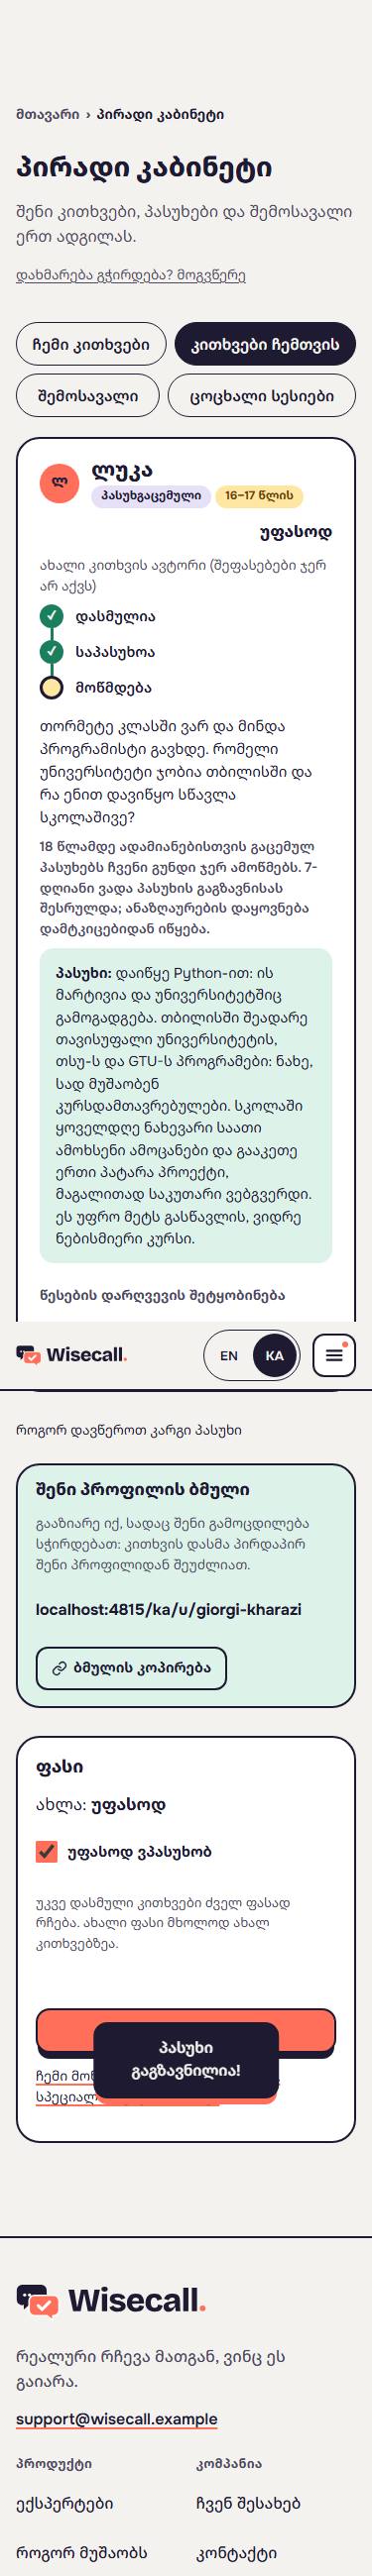 მთავარი › პირადი კაბინეტი
პირადი კაბინეტი
შენი კითხვები, პასუხები და შემოსავალი
ერთ ადგილას.
დახმარება გჭირდება? მოგვწერე
ჩემი კითხვები
კითხვები ჩემთვის
შემოსავალი
ცოცხალი სესიები
ლ
ლუკა
პასუხგაცემული
16–17 წლის
უფასოდ
ახალი კითხვის ავტორი (შეფასებები ჯერ
არ აქვს)
დასმულია
საპასუხოა
მოწმდება
თორმეტე კლასში ვარ და მინდა
პროგრამისტი გავხდე. რომელი
უნივერსიტეტი ჯობია თბილისში და
რა ენით დავიწყო სწავლა
სკოლაშივე?
18 წლამდე ადამიანებისთვის გაცემულ
პასუხებს ჩვენი გუნდი ჯერ ამოწმებს. 7-
დღიანი ვადა პასუხის გაგზავნისას
შესრულდა; ანაზღაურების დაყოვნება
დამტკიცებიდან იწყება.
პასუხი: დაიწყე Python-ით: ის
მარტივია და უნივერსიტეტშიც
გამოგადგება. თბილისში შეადარე
თავისუფალი უნივერსიტეტის,
თსუ-ს და GTU-ს პროგრამები: ნახე,
სად მუშაობენ
კურსდამთავრებულები. სკოლაში
ყოველდღე ნახევარი საათი
ამოხსენი ამოცანები და გააკეთე
ერთი პატარა პროექტი,
მაგალითად საკუთარი ვებგვერდი.
ეს უფრო მეტს გასწავლის, ვიდრე
ნებისმიერი კურსი.
წესების დარღვევის შეტყობინება
Wisecall.
EN
KA
როგორ დავწეროთ კარგი პასუხი
შენი პროფილის ბმული
გააზიარე იქ, სადაც შენი გამოცდილება
სჭირდებათ: კითხვის დასმა პირდაპირ
შენი პროფილიდან შეუძლიათ.
localhost:4815/ka/u/giorgi-kharazi
ბმულის კოპირება
ფასი
ახლა: უფასოდ
უფასოდ ვპასუხობ
უკვე დასმული კითხვები ძველ ფასად
რჩება. ახალი ფასი მხოლოდ ახალ
კითხვებზეა.
პასუხი
გაგზავნილია!
ჩემი
Wisecall.
რეალური რჩევა მათგან, ვინც ეს
გაიარა.
support@wisecall.example
პროდუქტი
კომპანია
ექსპერტები
ჩვენ შესახებ
როგორ მუშაობს
კონტაქტი